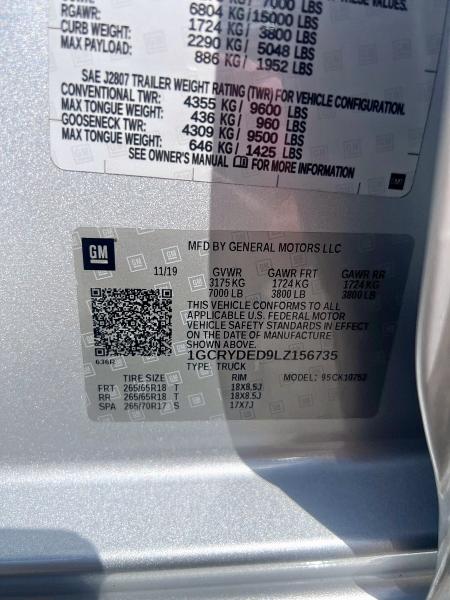 7000 LBS THESE VALUES.
RGAWR: 6804 KG/15000 LBS
CURB WEIGHT: 1724 KG/ 3800 LBS
MAX PAYLOAD: 2290 KG/ 5048 LBS
886 KG/ 1952 LBS
SAE J2807 TRAILER WEIGHT RATING (TWR) FOR VEHICLE CONFIGURATION.
CONVENTIONAL TWR: 4355 KG/ 9600 LBS
MAX TONGUE WEIGHT: 436 KG/ 960 LBS
GOOSENECK TWR: 4309 KG/ 9500 LBS
MAX TONGUE WEIGHT: 646 KG/ 1425 LBS
SEE OWNER'S MANUAL FOR MORE INFORMATION
GM
GM MFD BY GENERAL MOTORS LLC
11/19 GVWR GAWR FRT GAWR RR
3175 KG 1724 KG 1724 KG
7000 LB 3800 LB 3800 LB
THIS VEHICLE CONFORMS TO ALL
APPLICABLE U.S. FEDERAL MOTOR
VEHICLE SAFETY STANDARDS IN
EFFECT ON THE DATE OF MANUFACTURE
SHOWN ABOVE.
1GCRYDED9LZ156735
TYPE: TRUCK
636R
TIRE SIZE RIM MODEL: 95CK10753
FRT 265/65R18 T 18X8.5J
RR 265/65R18 T 18X8.5J
SPA 265/70R17 S 17X7J